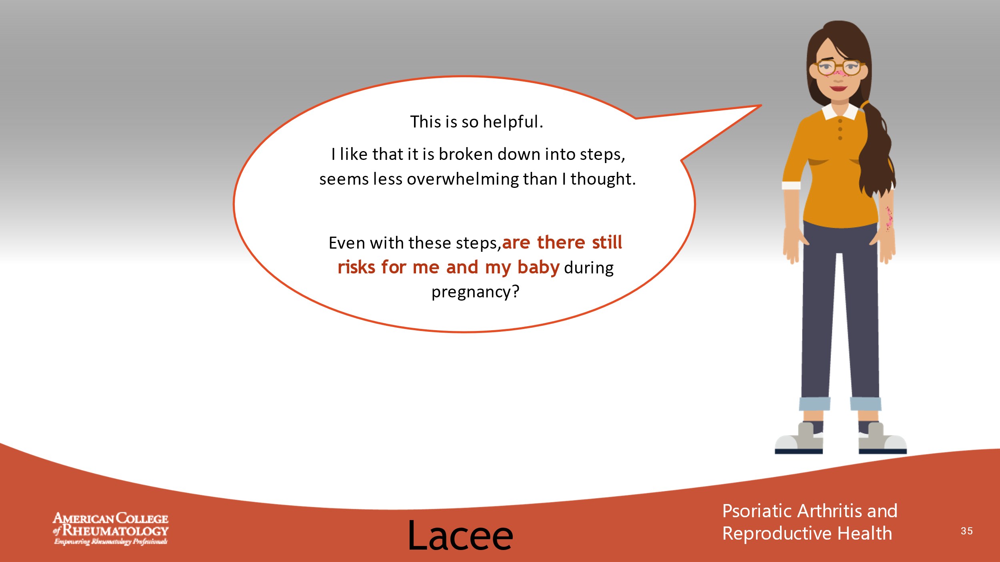 This is so helpful.
I like that it is broken down into steps,
seems less overwhelming than I thought.
Even with these steps,are there still
risks for me and my baby during
pregnancy?
AMERICAN COLLEGE
of RHEUMATOLOGY
Empowering Rheumatology Professionals
Lacee
Psoriatic Arthritis and
Reproductive Health
35